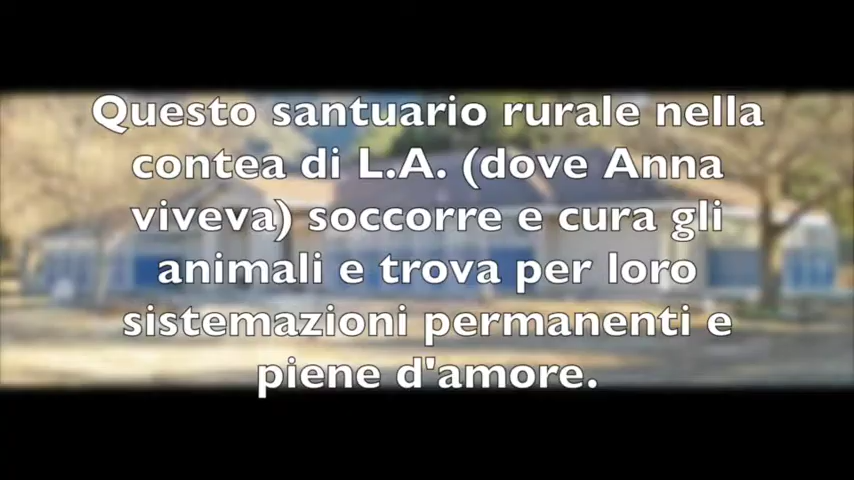 Questo santuario rurale nella
contea di L.A. (dove Anna
viveva) soccorre e cura gli
animali e trova per loro
sistemazioni permanenti e
piene d'amore.